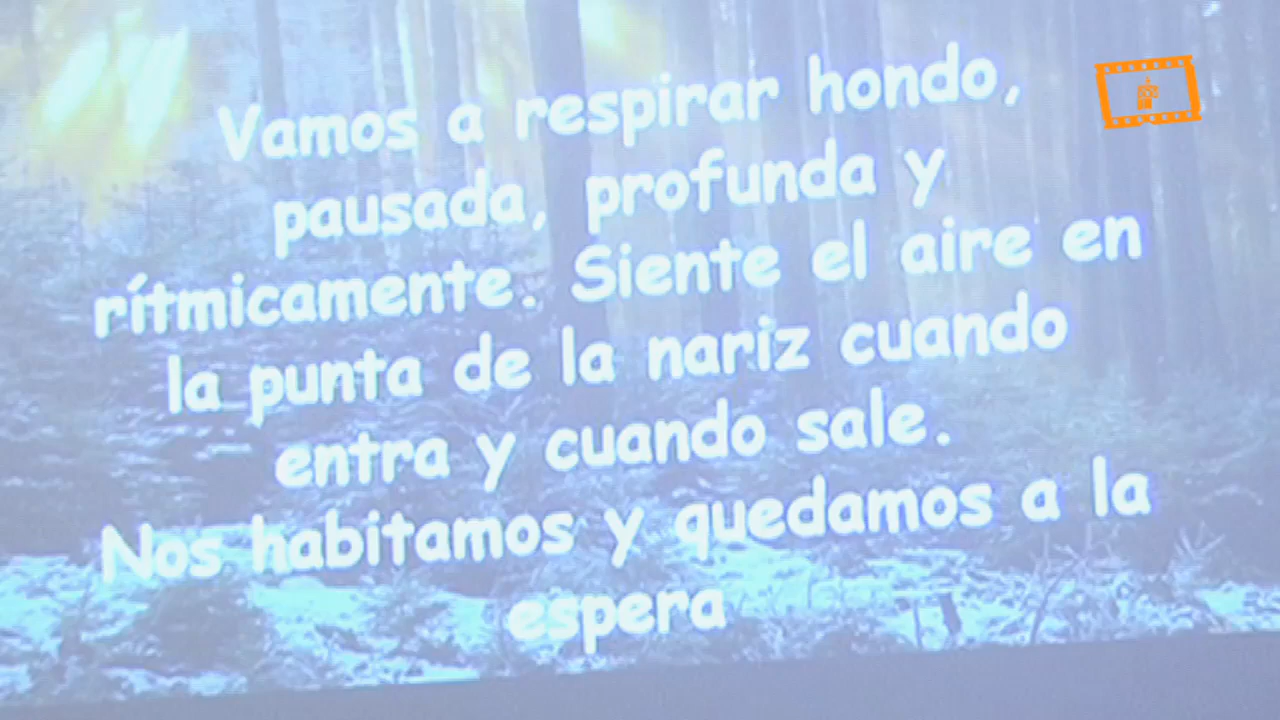 Vamos a respirar hondo,
pausada, profunda y
rítmicamente. Siente el aire en
la punta de la nariz cuando
entra y cuando sale.
Nos habitamos y quedamos a la
espera